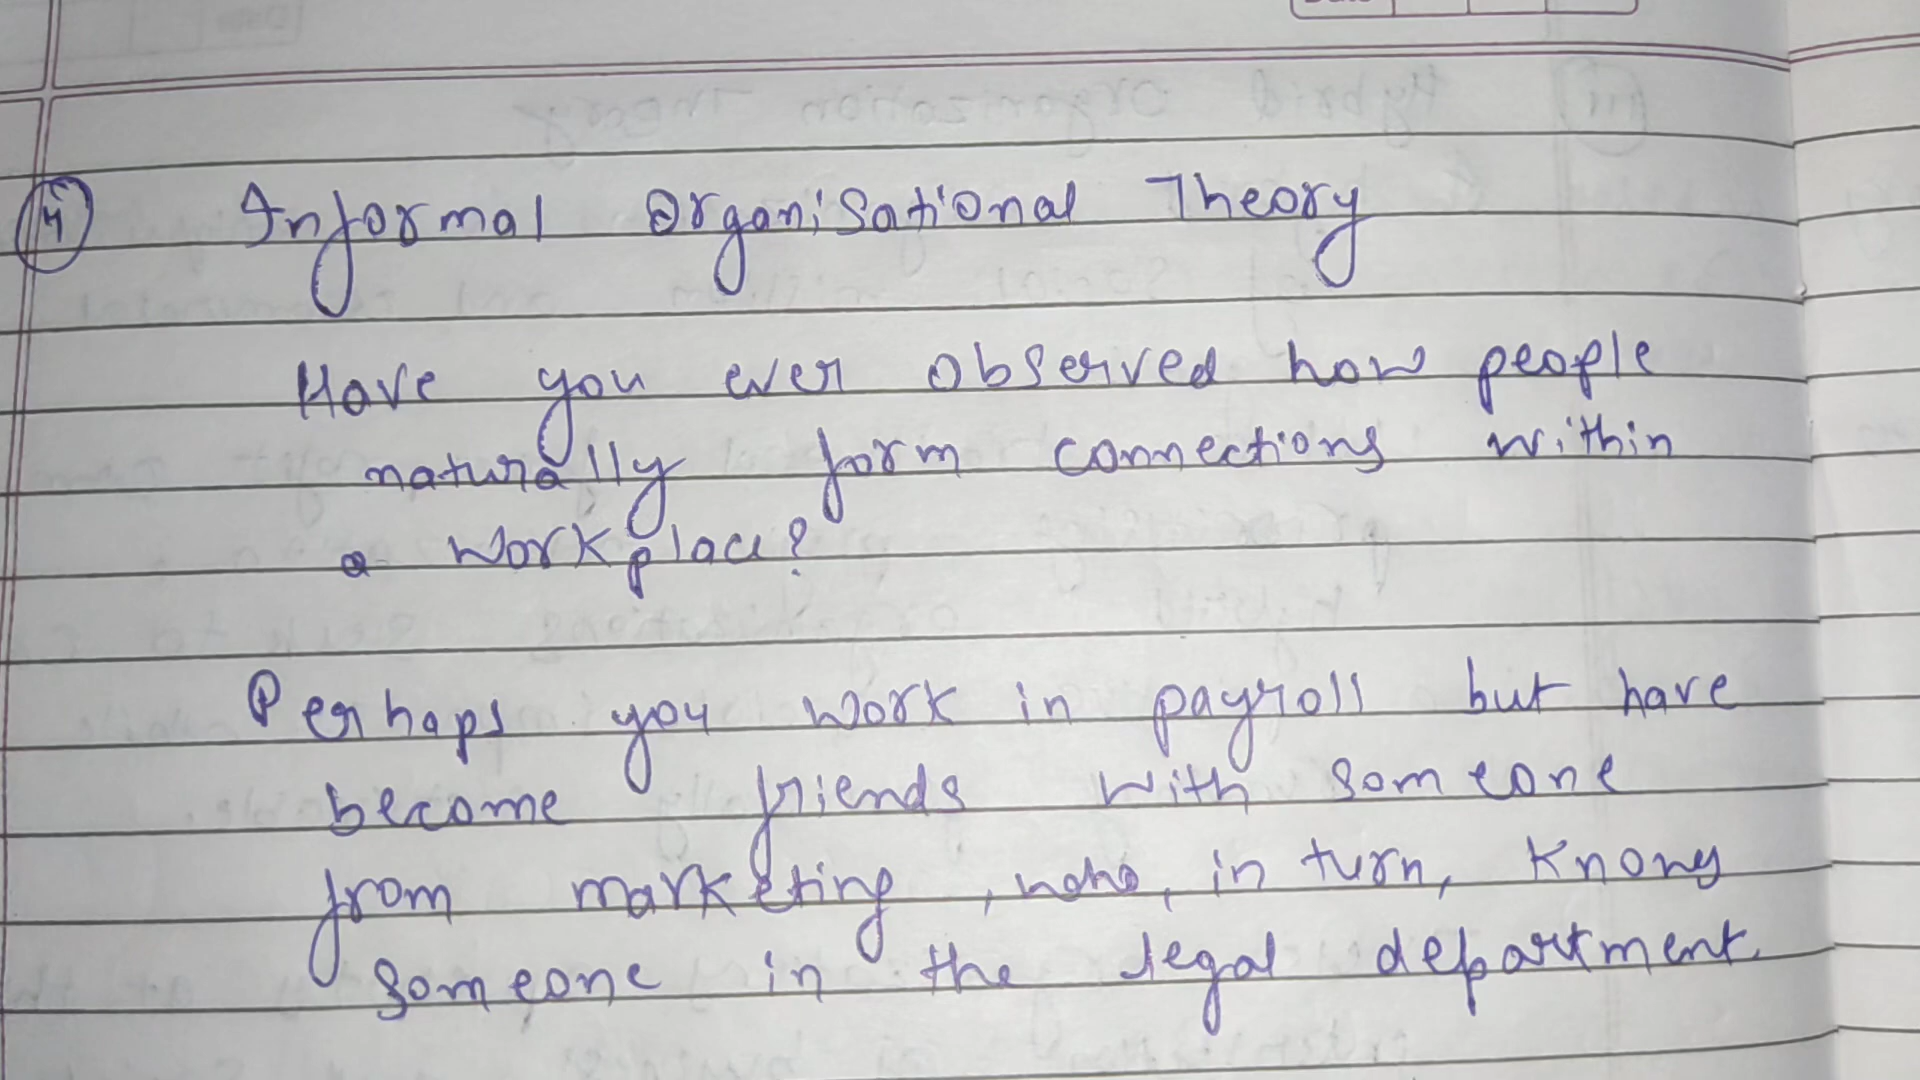 4 Informal Organisational Theory
Have you ever observed how people
naturally form connections within
a workplace?
Perhaps you work in payroll but have
become friends with someone
from marketing, who, in turn, knows
someone in the legal department.